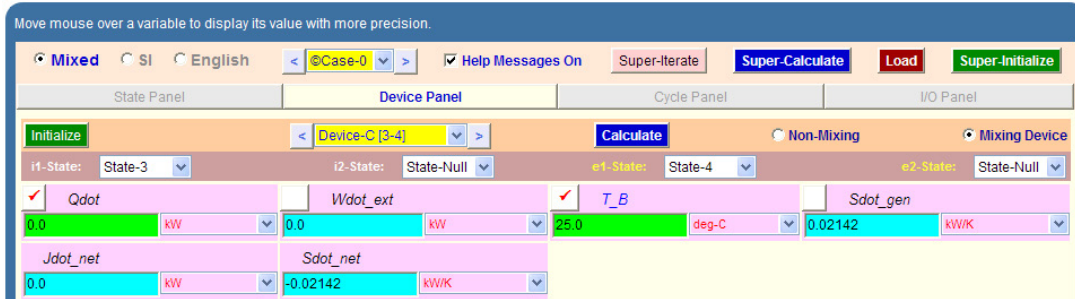 Move mouse over a variable to display its value with more precision.
Mixed SI English < ©Case-0 > Help Messages On Super-Iterate Super-Calculate Load Super-Initialize
State Panel Device Panel Cycle Panel I/O Panel
Initialize < Device-C [3-4] > Calculate Non-Mixing Mixing Device
i1-State: State-3 i2-State: State-Null e1-State: State-4 e2-State: State-Null
Qdot Wdot_ext T_B Sdot_gen
0.0 kW 0.0 kW 25.0 deg-C 0.02142 kW/K
Jdot_net Sdot_net
0.0 kW -0.02142 kW/K